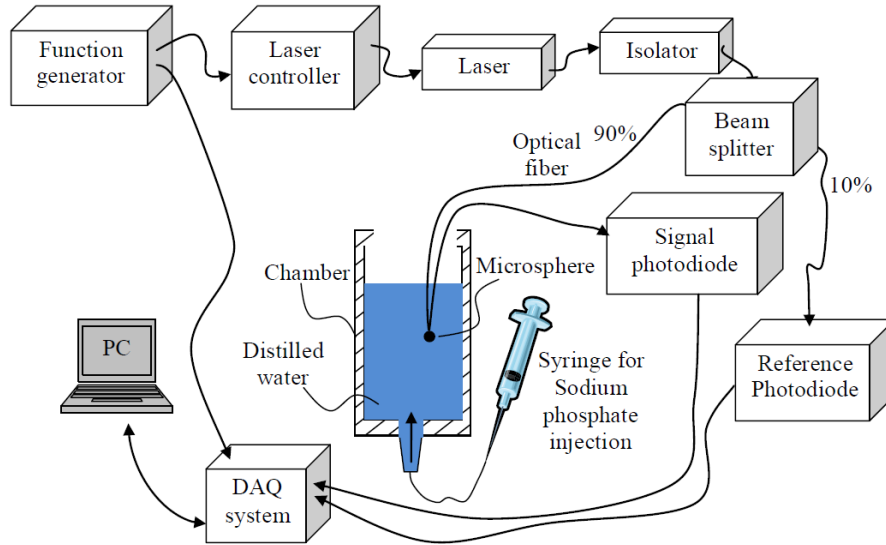 Function
generator
Laser
controller
Laser
Isolator
Beam
splitter
90%
Optical
fiber
10%
Signal
photodiode
Chamber
Microsphere
PC
Distilled
water
Syringe for
Sodium
phosphate
injection
Reference
Photodiode
DAQ
system